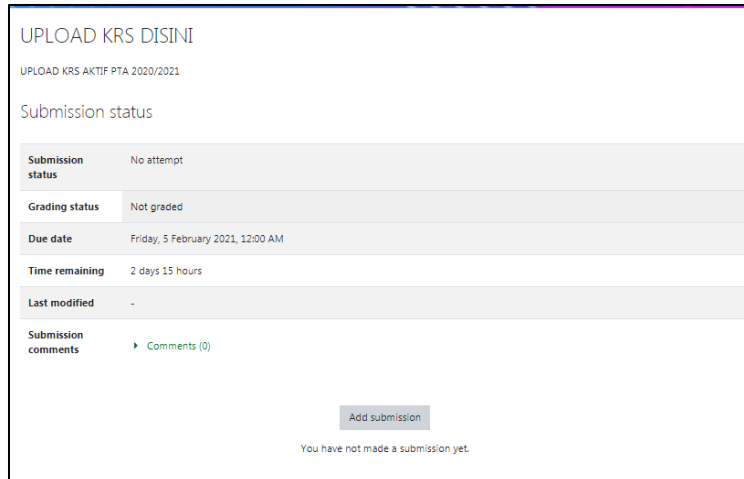 UPLOAD KRS DISINI
UPLOAD KRS AKTIF PTA 2020/2021
Submission status
Submission
status
No attempt
Grading status
Not graded
Due date
Friday, 5 February 2021, 12:00 AM
Time remaining
2 days 15 hours
Last modified
-
Submission
comments
Comments (0)
Add submission
You have not made a submission yet.